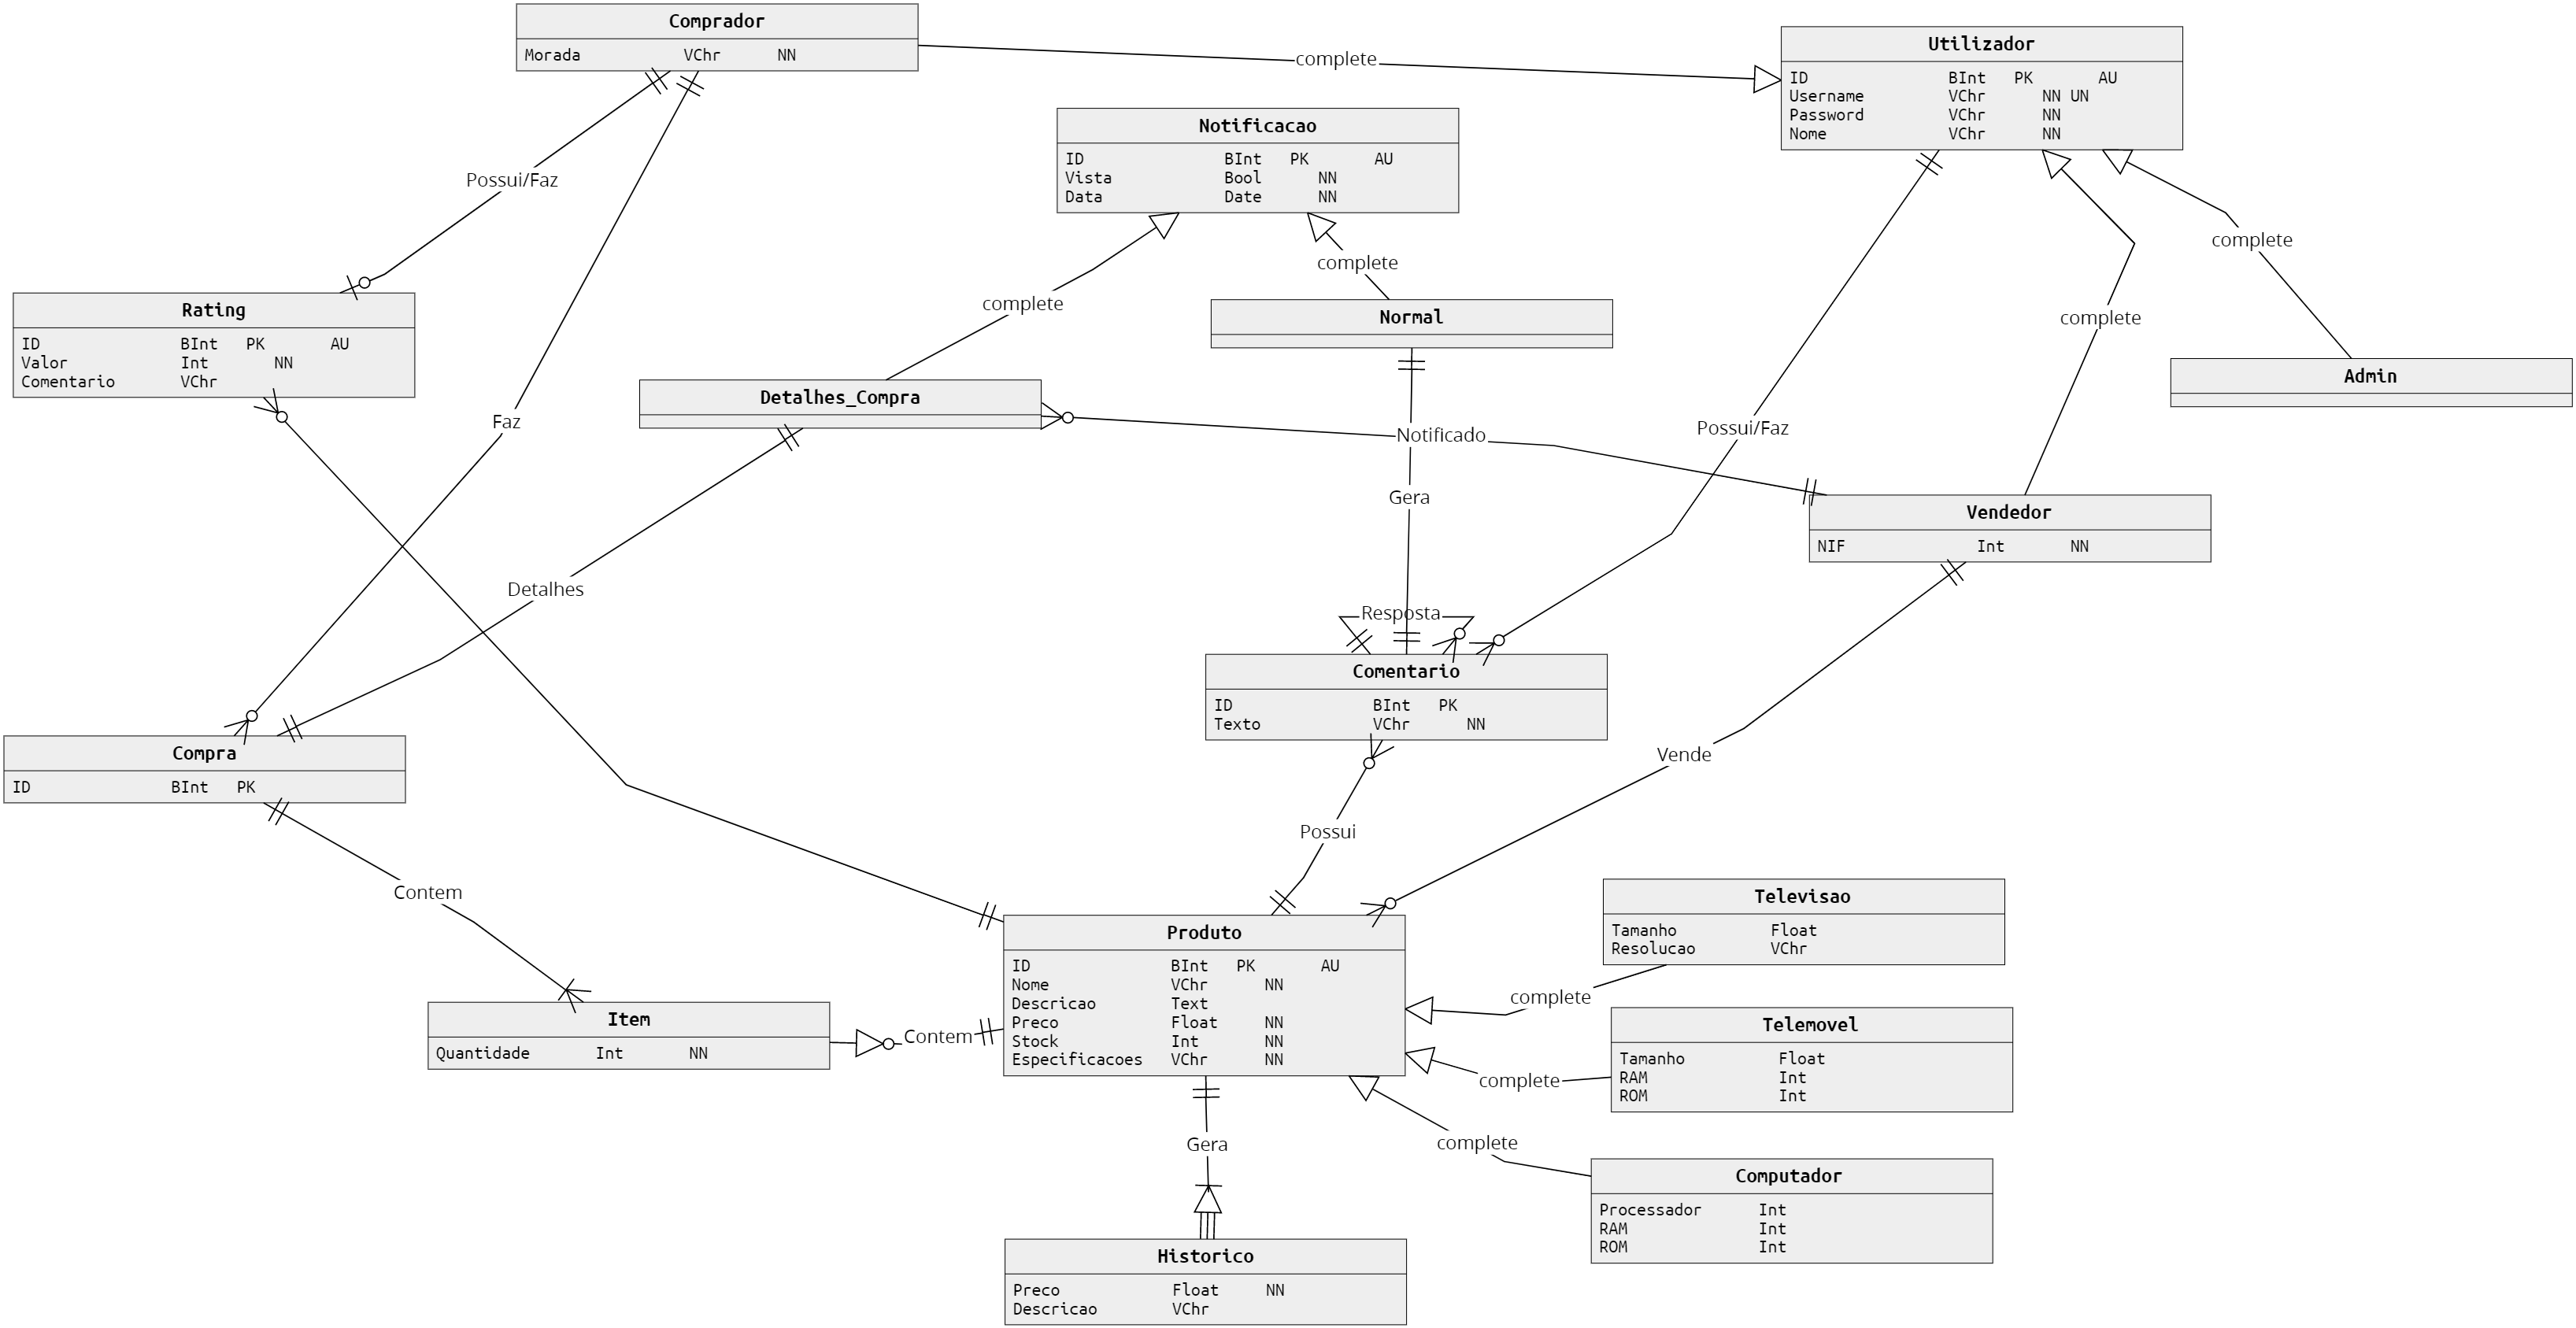 Comprador
Morada VChr NN
complete
Utilizador
ID BInt PK AU
Username VChr NN UN
Password VChr NN
Nome VChr NN
Notificacao
ID BInt PK AU
Vista Bool NN
Data Date NN
Possui/Faz
complete
complete
complete
complete
Rating
ID BInt PK AU
Valor Int NN
Comentario VChr
Normal
Admin
Detalhes_Compra
Faz
Notificado
Possui/Faz
Gera
Vendedor
NIF Int NN
Detalhes
Resposta
Comentario
ID BInt PK
Texto VChr NN
Compra
ID BInt PK
Vende
Possui
Contem
Televisao
Tamanho Float
Resolucao VChr
Produto
ID BInt PK AU
Nome VChr NN
Descricao Text
Preco Float NN
Stock Int NN
Especificacoes VChr NN
complete
Item
Quantidade Int NN
Contem
Telemovel
Tamanho Float
RAM Int
ROM Int
complete
Gera
complete
Computador
Processador Int
RAM Int
ROM Int
Historico
Preco Float NN
Descricao VChr